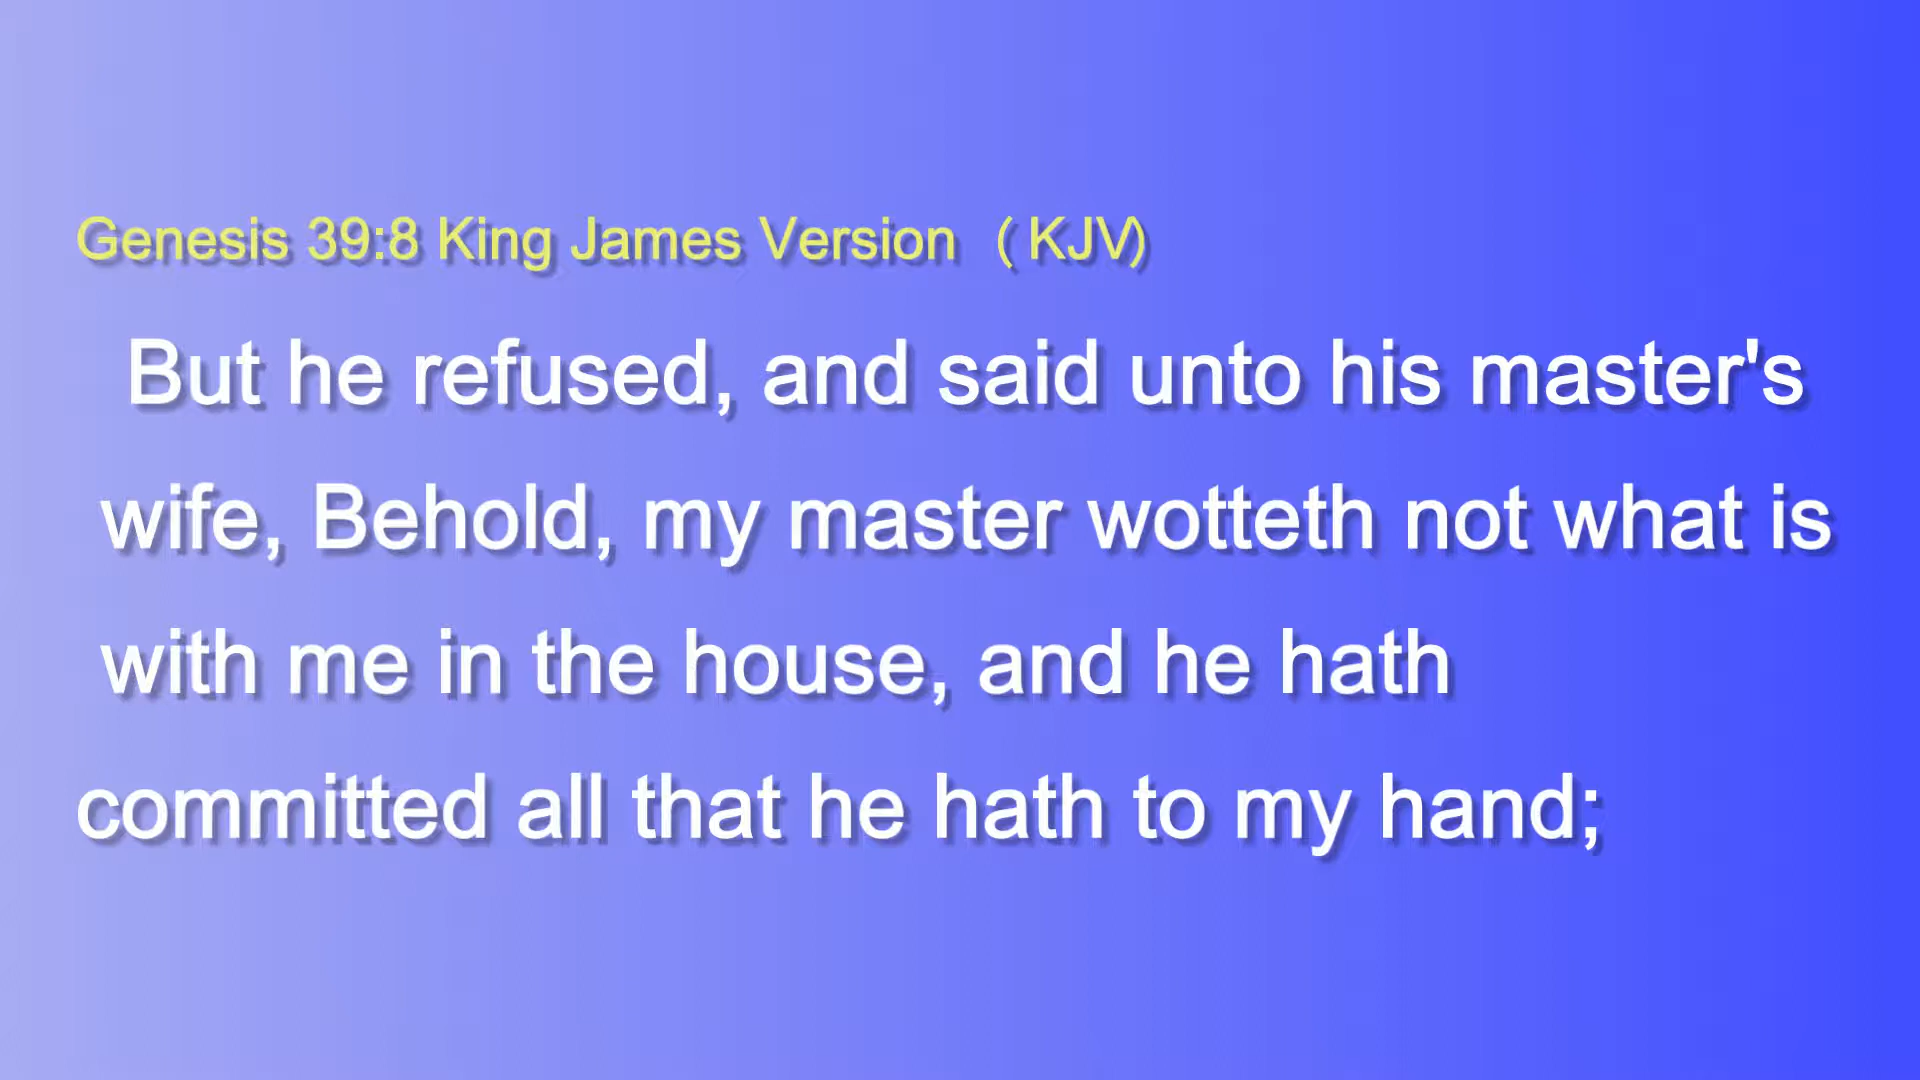 Genesis 39:8 King James Version ( KJV)
But he refused, and said unto his master's
wife, Behold, my master wotteth not what is
with me in the house, and he hath
committed all that he hath to my hand;